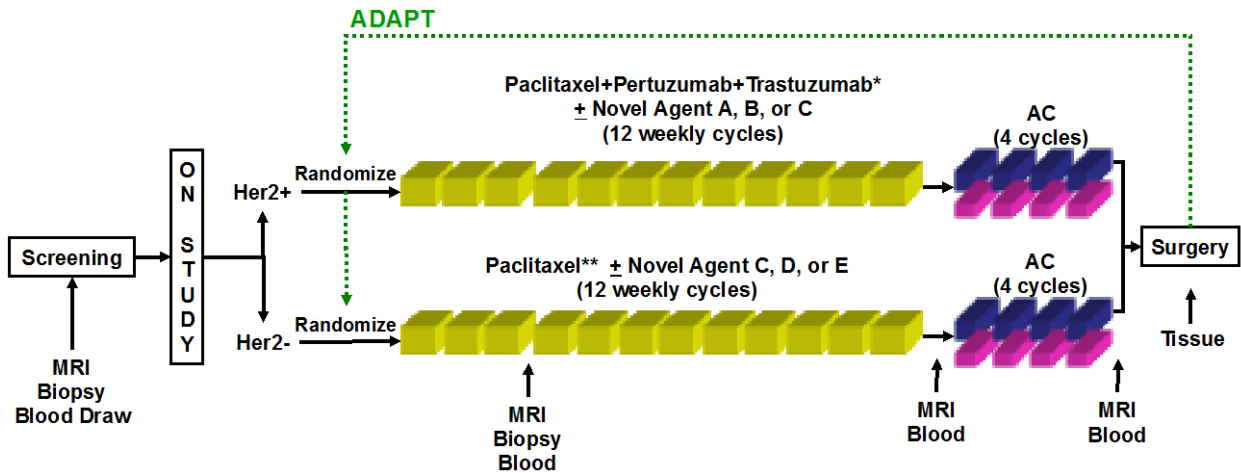 ADAPT
Paclitaxel+Pertuzumab+Trastuzumab*
± Novel Agent A, B, or C
(12 weekly cycles)
AC
(4 cycles)
Randomize
Her2+
Screening
ON STUDY
Surgery
Paclitaxel** ± Novel Agent C, D, or E
(12 weekly cycles)
AC
(4 cycles)
Randomize
Her2-
MRI
Biopsy
Blood Draw
MRI
Biopsy
Blood
MRI
Blood
MRI
Blood
Tissue